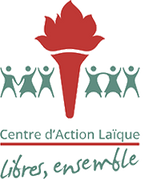 Centre d'Action Laïque
libres, ensemble